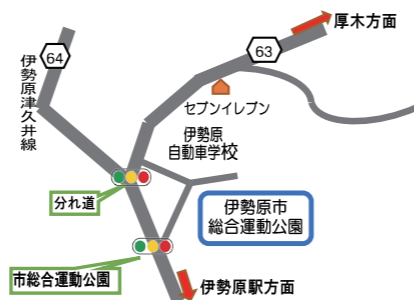 厚木方面
63
64
伊勢原津久井線
セブンイレブン
伊勢原
自動車学校
分れ道
伊勢原市
総合運動公園
市総合運動公園
伊勢原駅方面